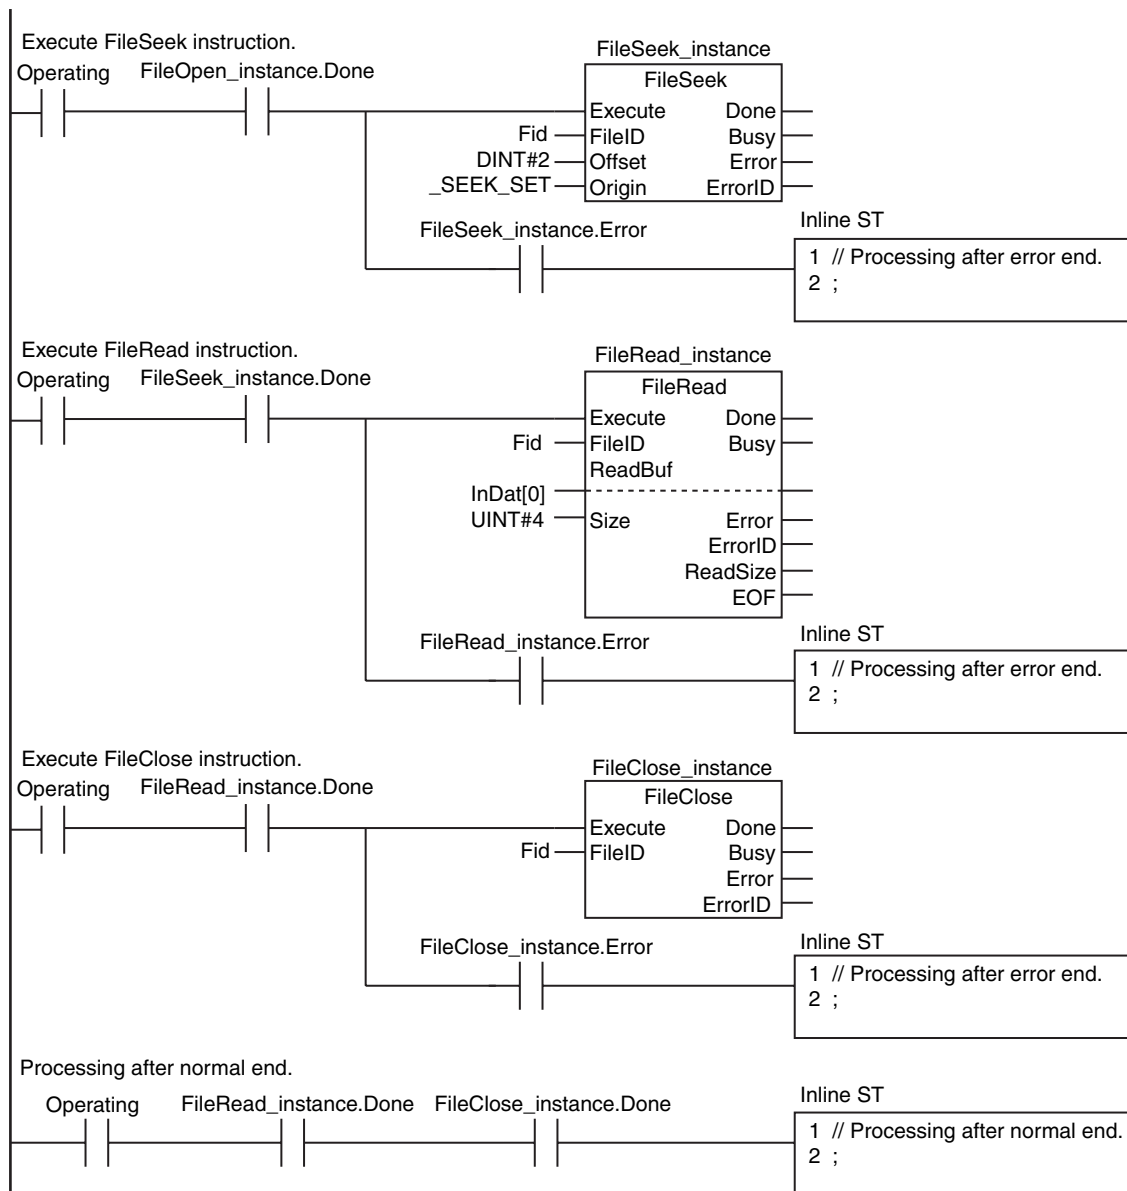 Execute FileSeek instruction.
Operating FileOpen_instance.Done
FileSeek_instance
FileSeek
Execute Done
Fid FileID Busy
DINT#2 Offset Error
_SEEK_SET Origin ErrorID
FileSeek_instance.Error
Inline ST
1 // Processing after error end.
2 ;
Execute FileRead instruction.
Operating FileSeek_instance.Done
FileRead_instance
FileRead
Execute Done
Fid FileID Busy
ReadBuf
InDat[0]
UINT#4 Size Error
ErrorID
ReadSize
EOF
FileRead_instance.Error
Inline ST
1 // Processing after error end.
2 ;
Execute FileClose instruction.
Operating FileRead_instance.Done
FileClose_instance
FileClose
Execute Done
Fid FileID Busy
Error
ErrorID
FileClose_instance.Error
Inline ST
1 // Processing after error end.
2 ;
Processing after normal end.
Operating FileRead_instance.Done FileClose_instance.Done
Inline ST
1 // Processing after normal end.
2 ;